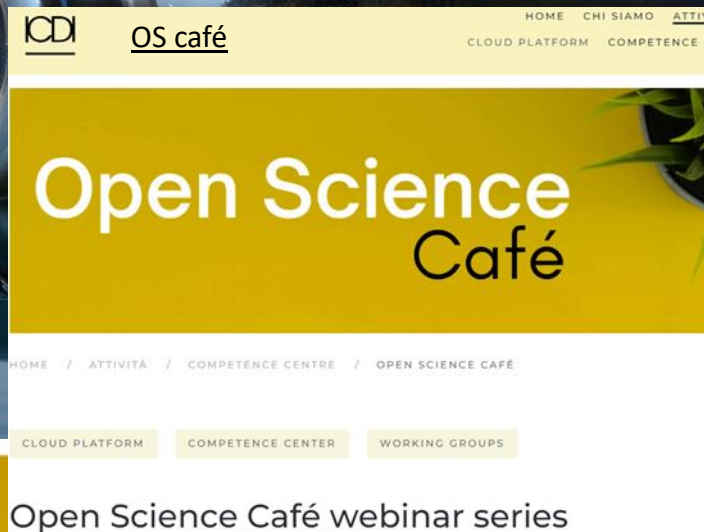 ICDI
OS café
HOME CHI SIAMO
CLOUD PLATFORM COMPETENCE
Open Science
Café
HOME / ATTIVITÀ / COMPETENCE CENTRE / OPEN SCIENCE CAFÉ
CLOUD PLATFORM COMPETENCE CENTER WORKING GROUPS
Open Science Café webinar series